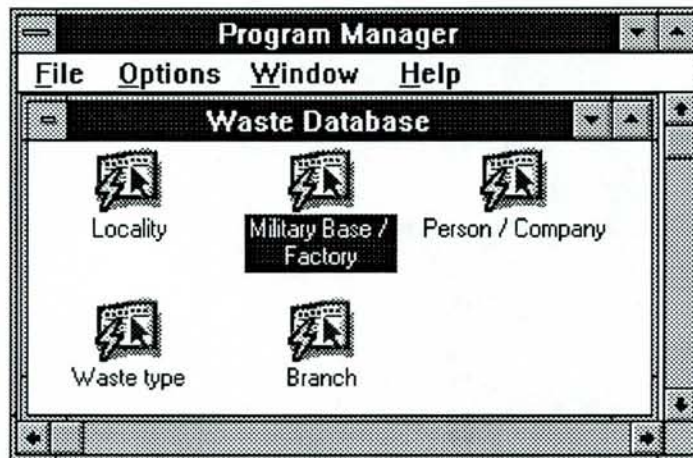 Program Manager
File Options Window Help
Waste Database
Locality
Military Base /
Factory
Person / Company
Waste type
Branch